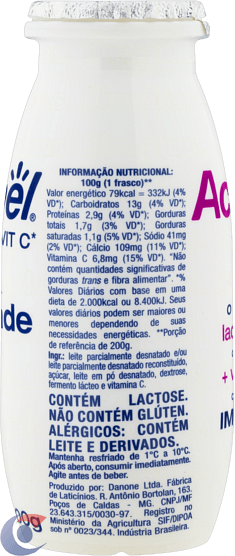 Ac
el
VIT C*
de
INFORMAÇÃO NUTRICIONAL:
100g (1 frasco)**
Valor energético 79kcal = 332kJ (4%
VD*); Carboidratos 13g (4% VD*);
Proteínas 2,9g (4% VD*); Gorduras
totais 1,7g (3% VD*); Gorduras
saturadas 1,1g (5% VD*); Sódio 41mg
(2% VD*); Cálcio 109mg (11% VD*);
Vitamina C 6,8mg (15% VD*). "Não
contém quantidades significativas de
gorduras trans e fibra alimentar". *%
Valores Diários com base em uma
dieta de 2.000kcal ou 8.400kJ. Seus
valores diários podem ser maiores ou
menores dependendo de suas
necessidades energéticas. **Porção
de referência de 200g.
Ingr.: leite parcialmente desnatado e/ou
leite parcialmente desnatado reconstituído,
açúcar, leite em pó desnatado, dextrose,
fermento lácteo e vitamina C.
CONTÉM LACTOSE.
NÃO CONTÉM GLÚTEN.
ALÉRGICOS: CONTÉM
LEITE E DERIVADOS.
Mantenha resfriado de 1°C a 10°C.
Após aberto, consumir imediatamente.
Agite antes de beber.
Produzido por: Danone Ltda. Fábrica
de Laticínios. R. Antônio Bortolan, 163.
Poços de Caldas - MG. CNPJ/MF
23.643.315/0030-97. Registro no
Ministério da Agricultura SIF/DIPOA
sob nº 0023/344. Indústria Brasileira.
o
lac
+ v
IM
00g